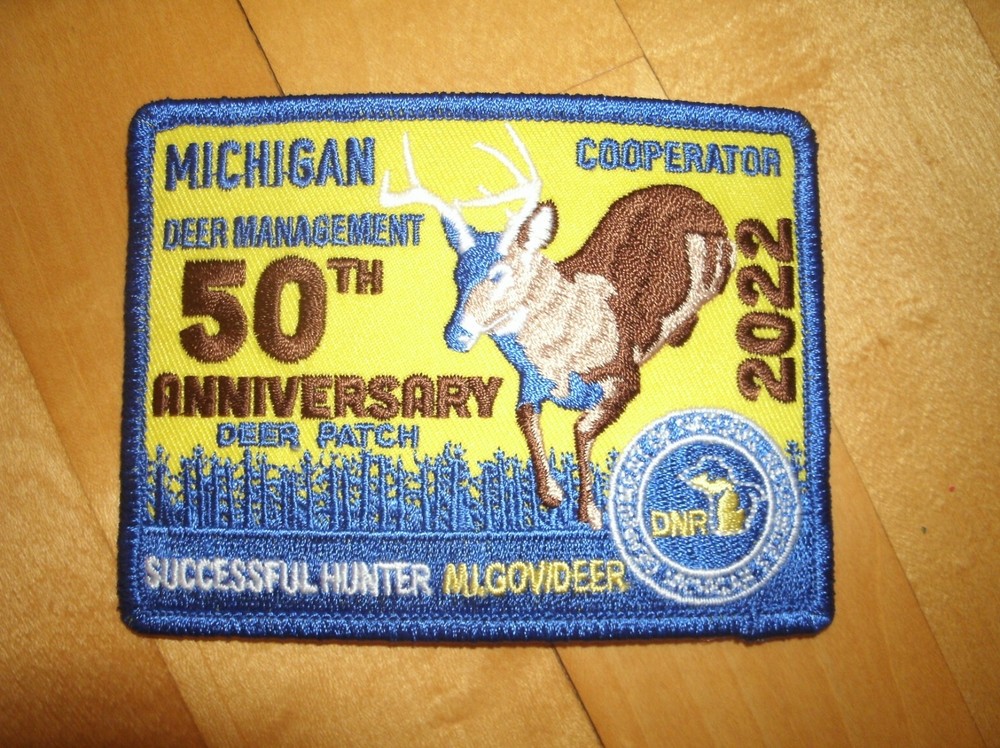 MICHIGAN
COOPERATOR
DEER MANAGEMENT
50TH
ANNIVERSARY
DEER PATCH
2022
SUCCESSFUL HUNTER MI.GOV/DEER
DNR